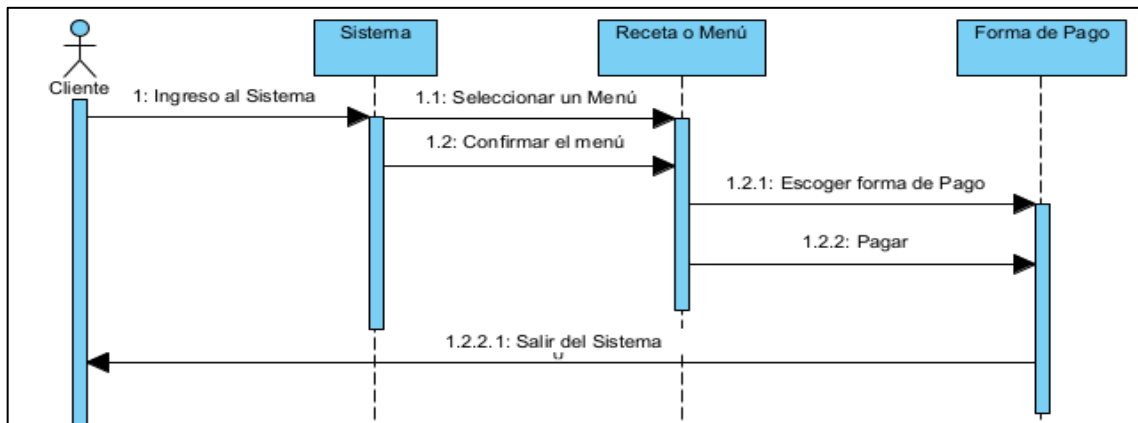 Sistema
Receta o Menú
Forma de Pago
Cliente
1: Ingreso al Sistema
1.1: Seleccionar un Menú
1.2: Confirmar el menú
1.2.1: Escoger forma de Pago
1.2.2: Pagar
1.2.2.1: Salir del Sistema